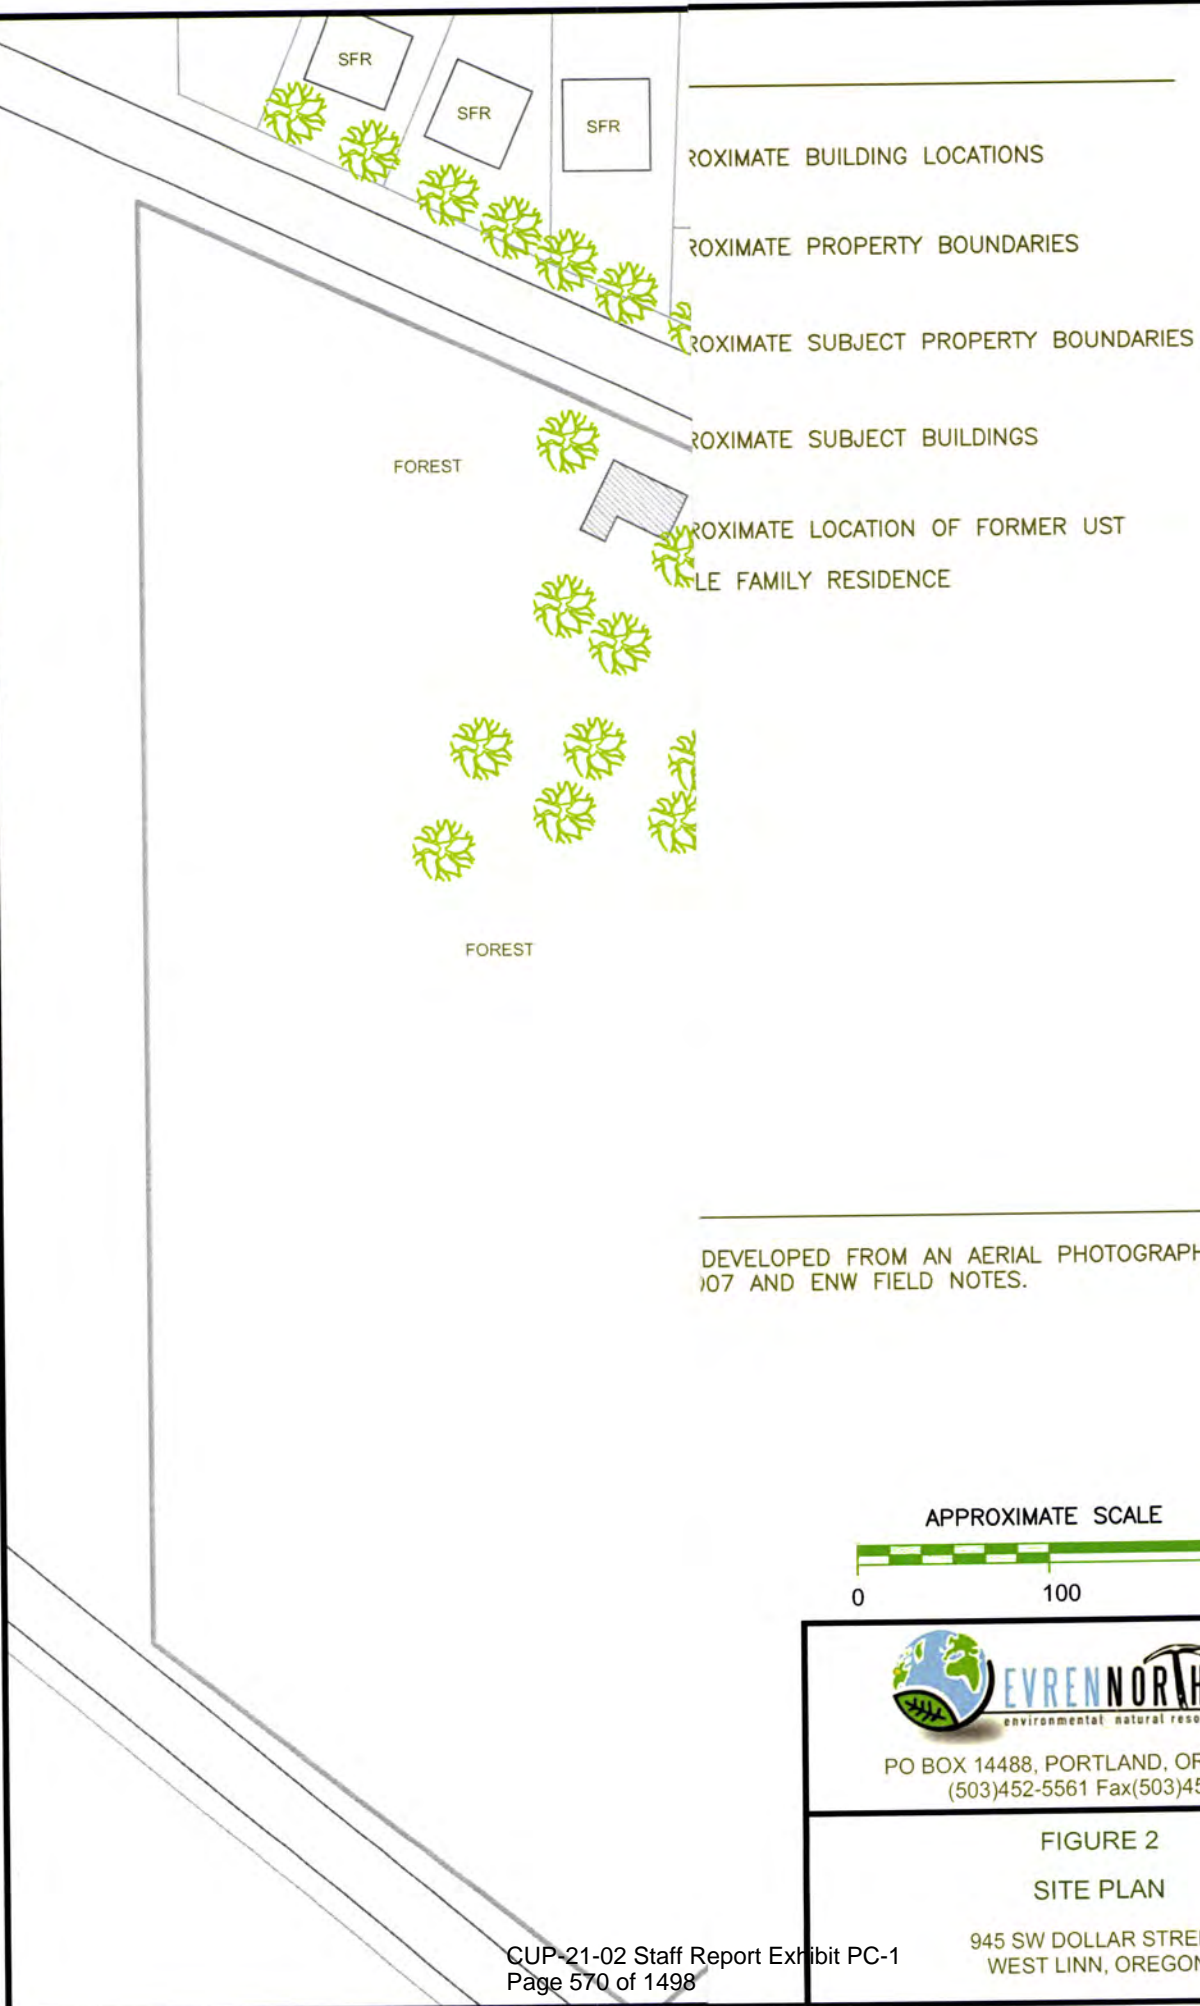 SFR
SFR
SFR
ROXIMATE BUILDING LOCATIONS
ROXIMATE PROPERTY BOUNDARIES
ROXIMATE SUBJECT PROPERTY BOUNDARIES
ROXIMATE SUBJECT BUILDINGS
FOREST
ROXIMATE LOCATION OF FORMER UST
LE FAMILY RESIDENCE
FOREST
DEVELOPED FROM AN AERIAL PHOTOGRAPH
007 AND ENW FIELD NOTES.
APPROXIMATE SCALE
0 100
EVREN NORTH
environmental natural reso
PO BOX 14488, PORTLAND, OR
(503)452-5561 Fax(503)45
FIGURE 2
SITE PLAN
945 SW DOLLAR STREE
WEST LINN, OREGON
CUP-21-02 Staff Report Exhibit PC-1
Page 570 of 1498